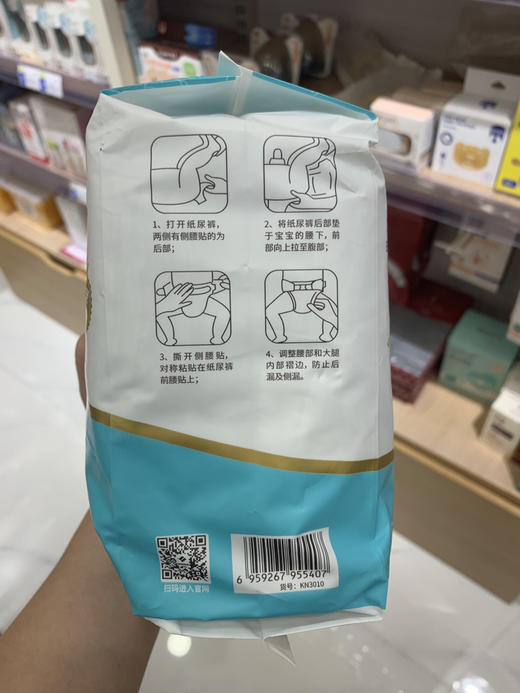 1、打开纸尿裤，
两侧有侧腰贴的为
后部；
2、将纸尿裤后部垫
于宝宝的腰下，前
部向上拉至腹部；
3、撕开侧腰贴，
对称粘贴在纸尿裤
前腰贴上；
4、调整腰部和大腿
内部褶边，防止后
漏及侧漏。
扫码进入官网
6 959267 955407
货号：KN3010